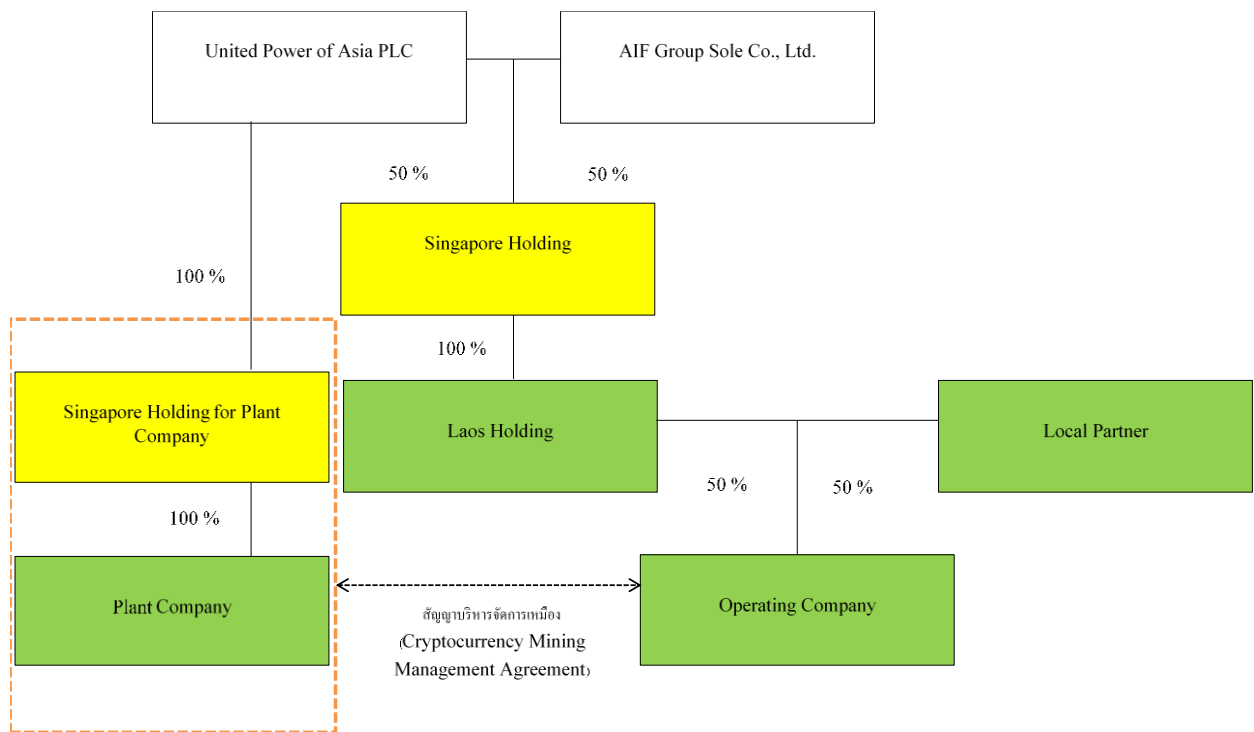 United Power of Asia PLC
AIF Group Sole Co., Ltd.
50 %
50 %
Singapore Holding
100 %
100 %
Singapore Holding for Plant
Company
Laos Holding
Local Partner
50 %
50 %
100 %
Plant Company
Operating Company
สัญญาบริหารจัดการเหมือง
(Cryptocurrency Mining
Management Agreement)